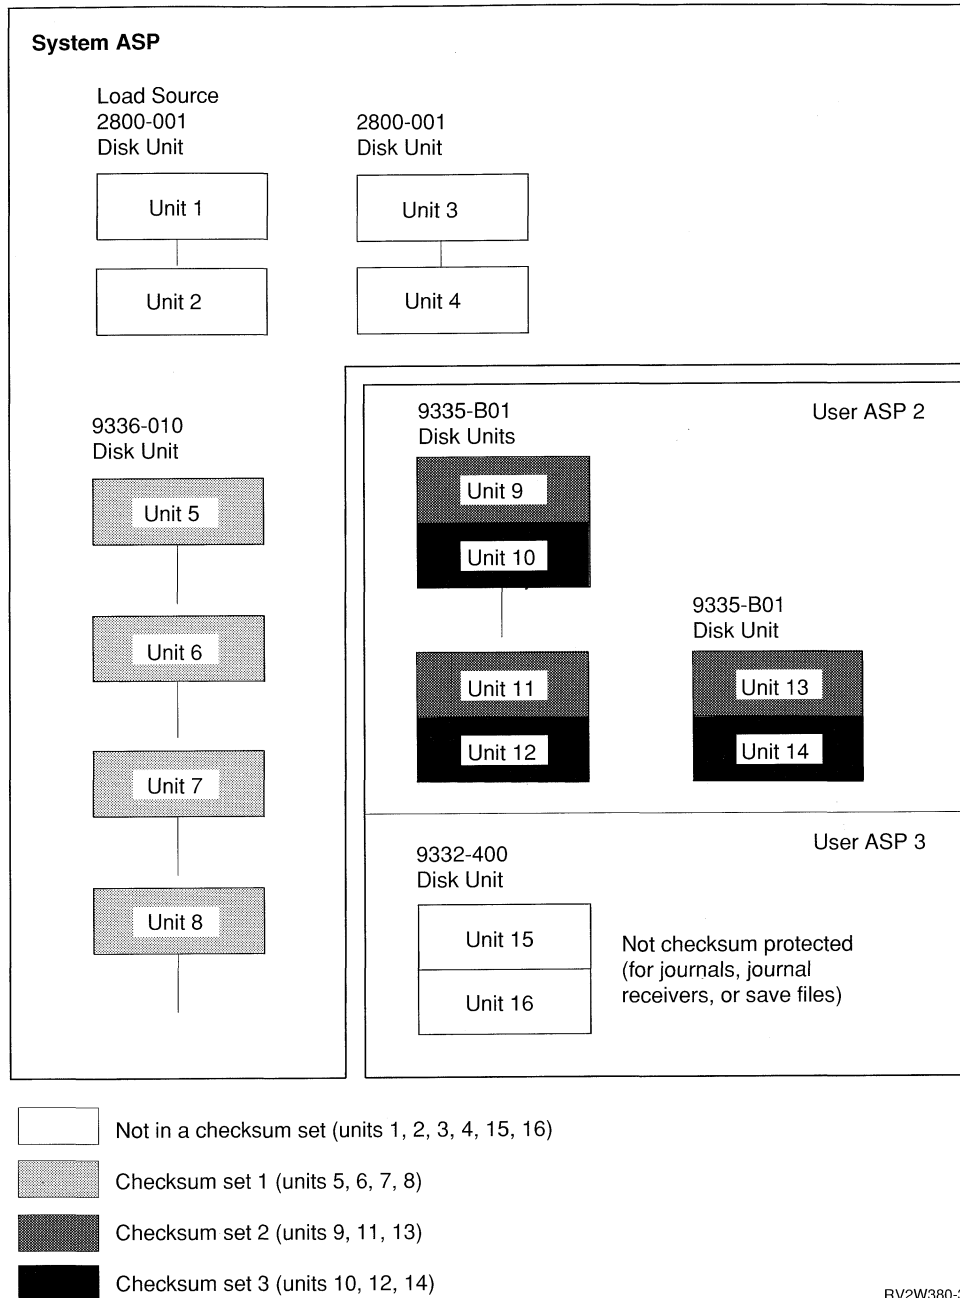 System ASP
Load Source
2800-001
Disk Unit
2800-001
Disk Unit
Unit 1
Unit 3
Unit 2
Unit 4
9336-010
Disk Unit
Unit 5
Unit 6
Unit 7
Unit 8
User ASP 2
9335-B01
Disk Units
Unit 9
Unit 10
Unit 11
Unit 12
9335-B01
Disk Unit
Unit 13
Unit 14
User ASP 3
9332-400
Disk Unit
Unit 15
Unit 16
Not checksum protected
(for journals, journal
receivers, or save files)
Not in a checksum set (units 1, 2, 3, 4, 15, 16)
Checksum set 1 (units 5, 6, 7, 8)
Checksum set 2 (units 9, 11, 13)
Checksum set 3 (units 10, 12, 14)